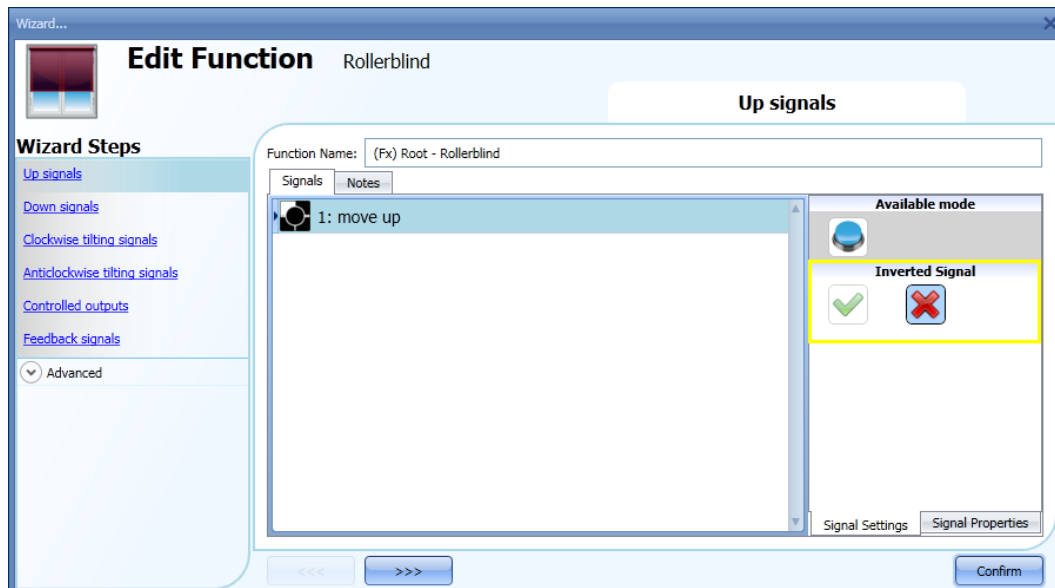 Wizard...
Edit Function Rollerblind
Up signals
Wizard Steps
Up signals
Down signals
Clockwise tilting signals
Anticlockwise tilting signals
Controlled outputs
Feedback signals
Advanced
Function Name: (Fx) Root - Rollerblind
Signals Notes
1: move up
Available mode
Inverted Signal
Signal Settings Signal Properties
<<< >>> Confirm